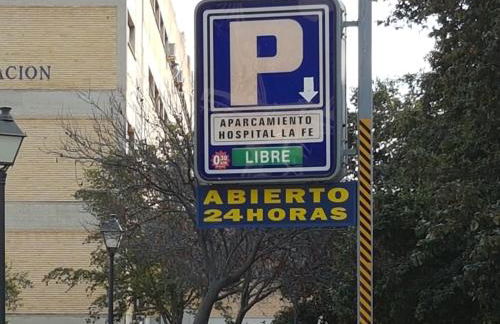 ACION
P
APARCAMIENTO
HOSPITAL LA FE
LIBRE
ABIERTO
24HORAS